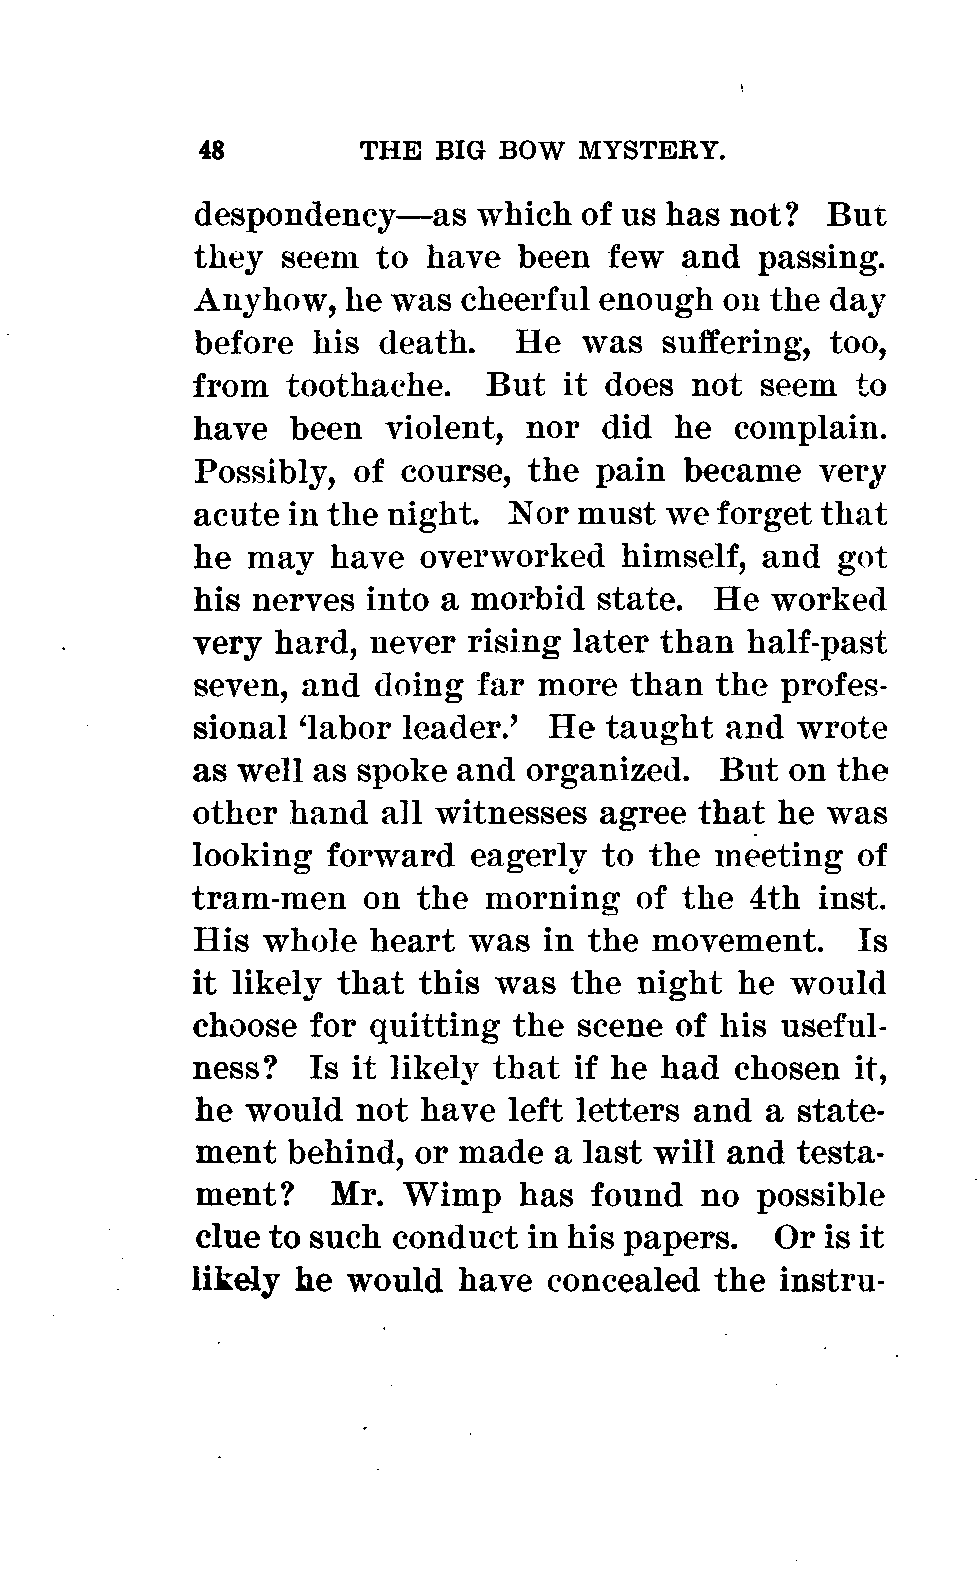 48 THE BIG BOW MYSTERY.
despondency—as which of us has not? But
they seem to have been few and passing.
Anyhow, he was cheerful enough on the day
before his death. He was suffering, too,
from toothache. But it does not seem to
have been violent, nor did he complain.
Possibly, of course, the pain became very
acute in the night. Nor must we forget that
he may have overworked himself, and got
his nerves into a morbid state. He worked
very hard, never rising later than half-past
seven, and doing far more than the profes-
sional ‘labor leader.’ He taught and wrote
as well as spoke and organized. But on the
other hand all witnesses agree that he was
looking forward eagerly to the meeting of
tram-men on the morning of the 4th inst.
His whole heart was in the movement. Is
it likely that this was the night he would
choose for quitting the scene of his useful-
ness? Is it likely that if he had chosen it,
he would not have left letters and a state-
ment behind, or made a last will and testa-
ment? Mr. Wimp has found no possible
clue to such conduct in his papers. Or is it
likely he would have concealed the instru-